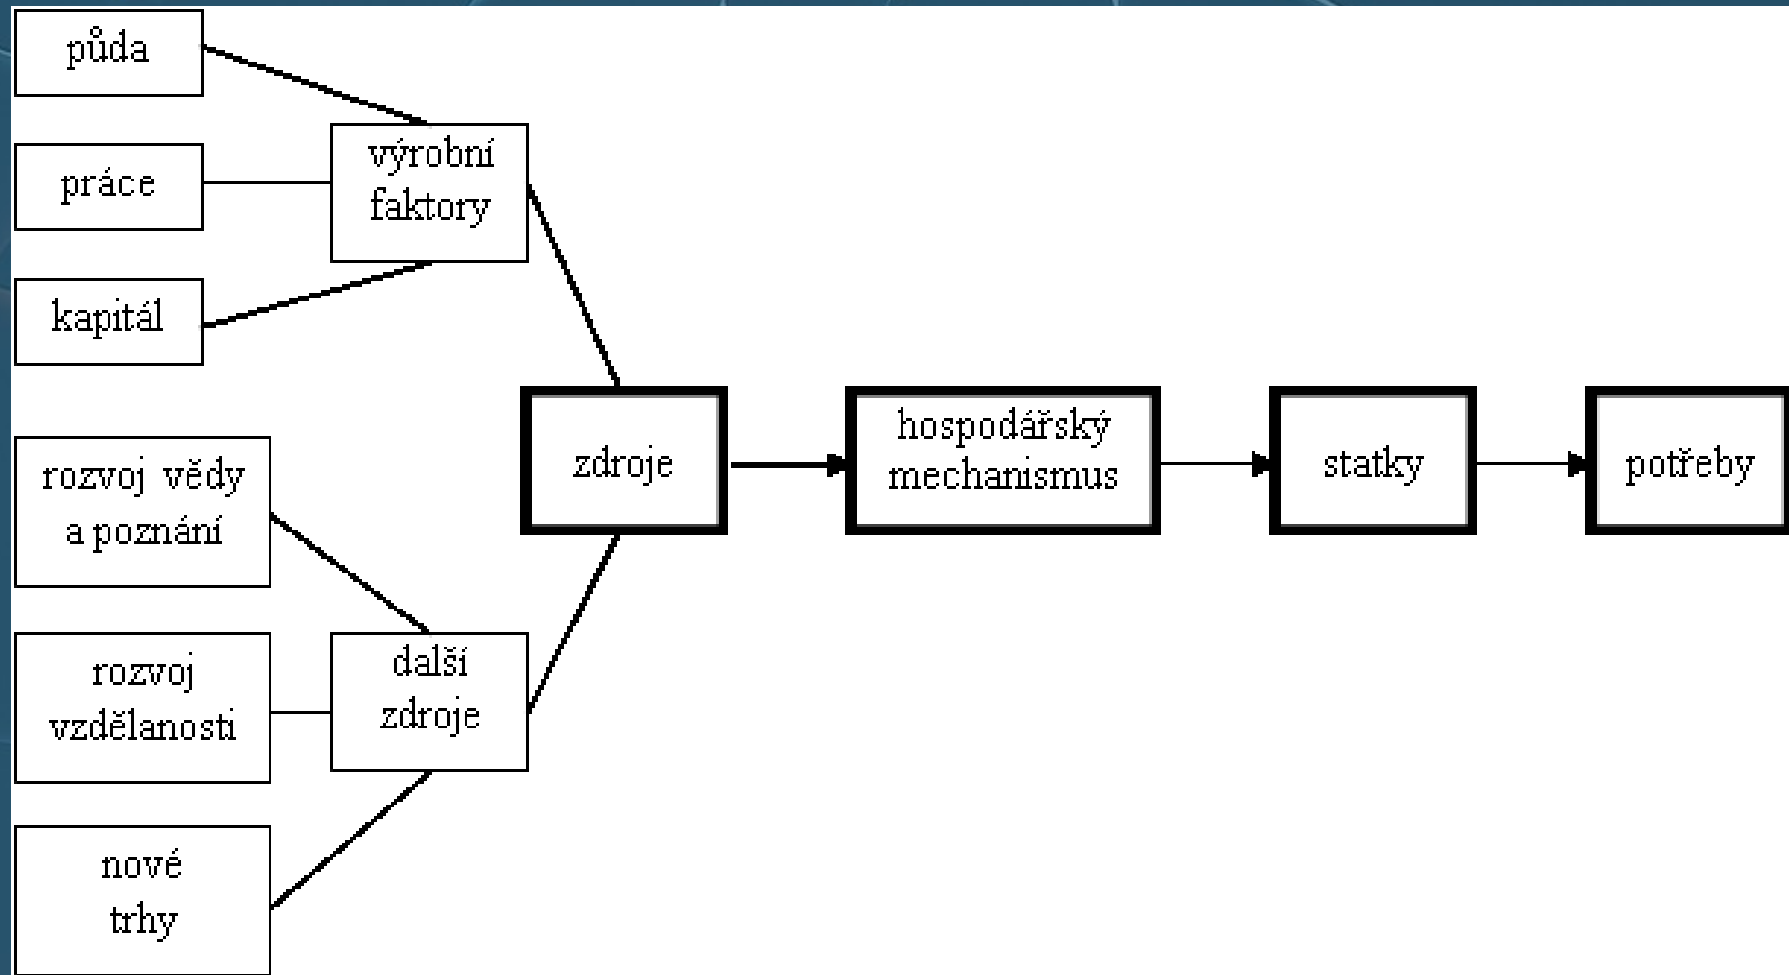 půda
práce
kapitál
výrobní
faktory
rozvoj vědy
a poznání
rozvoj
vzdělanosti
nové
trhy
další
zdroje
zdroje
hospodářský
mechanismus
statky
potřeby